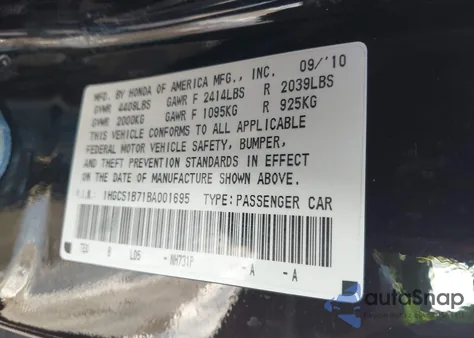 MFD. BY HONDA OF AMERICA MFG., INC. 09/'10
GVWR 4409LBS GAWR F 2414LBS R 2039LBS
GVWR 2000KG GAWR F 1095KG R 925KG
THIS VEHICLE CONFORMS TO ALL APPLICABLE
FEDERAL MOTOR VEHICLE SAFETY, BUMPER,
AND THEFT PREVENTION STANDARDS IN EFFECT
ON THE DATE OF MANUFACTURE SHOWN ABOVE.
V.I.N. 1HGCS1B71BA001695 TYPE:PASSENGER CAR
NH731P -A -A
autoSnap